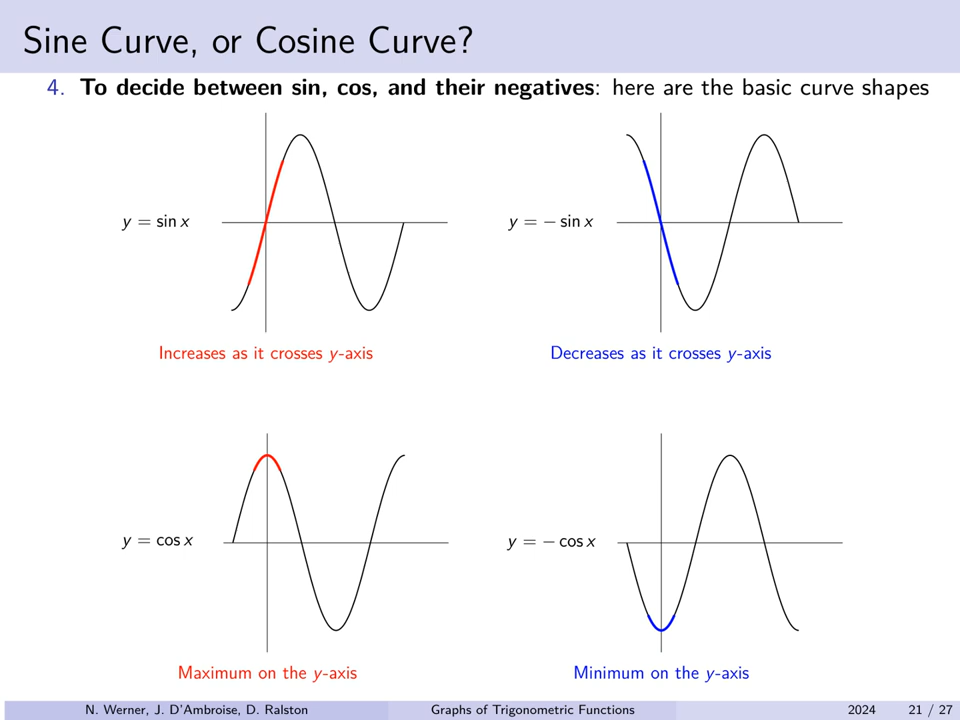 Sine Curve, or Cosine Curve?
4. To decide between sin, cos, and their negatives: here are the basic curve shapes
y = sin x
y = − sin x
Increases as it crosses y-axis
Decreases as it crosses y-axis
y = cos x
y = − cos x
Maximum on the y-axis
Minimum on the y-axis
N. Werner, J. D'Ambroise, D. Ralston
Graphs of Trigonometric Functions
2024
21 / 27